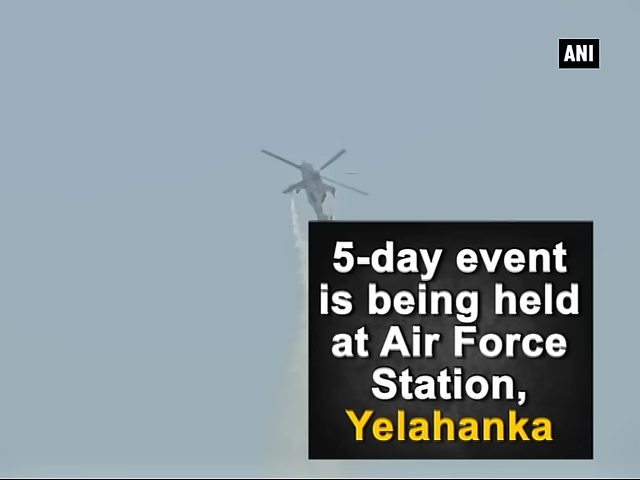 ANI
5-day event
is being held
at Air Force
Station,
Yelahanka